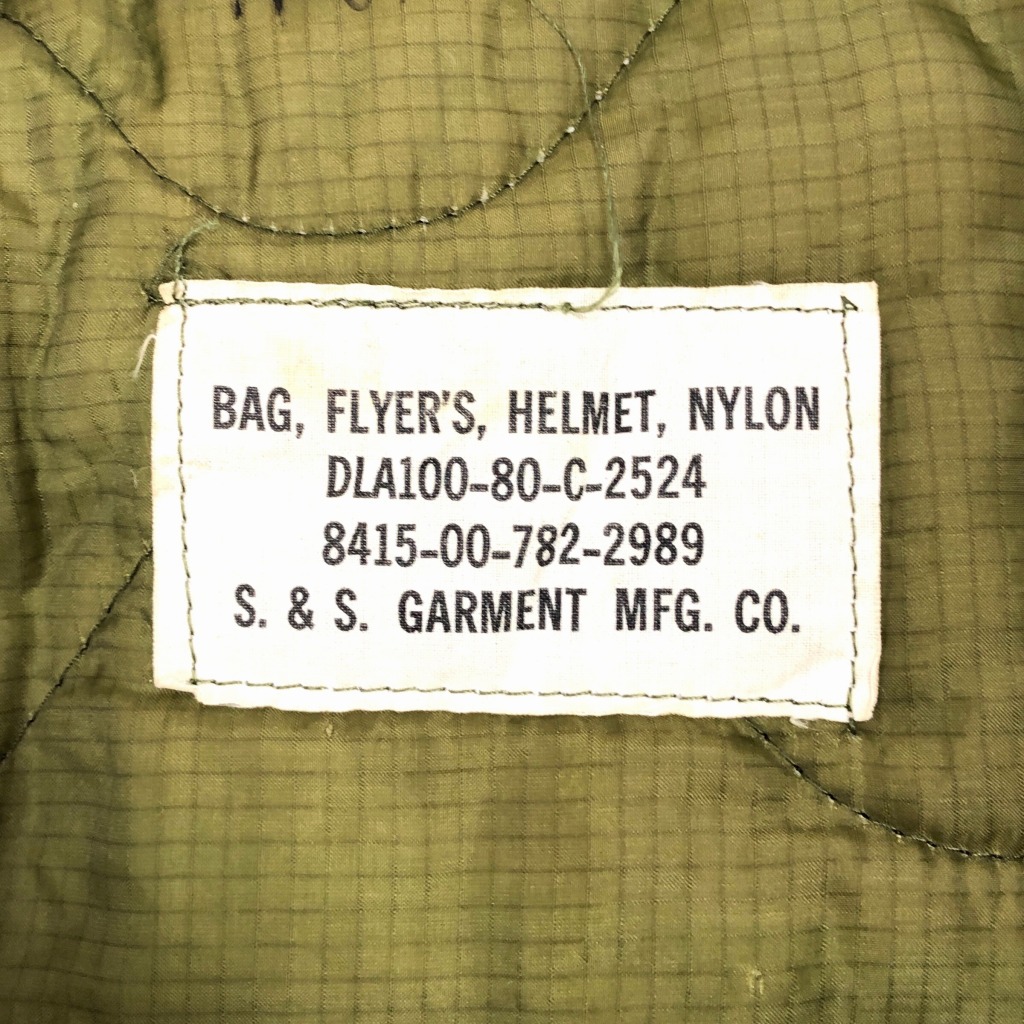 BAG, FLYER'S, HELMET, NYLON
DLA100-80-C-2524
8415-00-782-2989
S. & S. GARMENT MFG. CO.